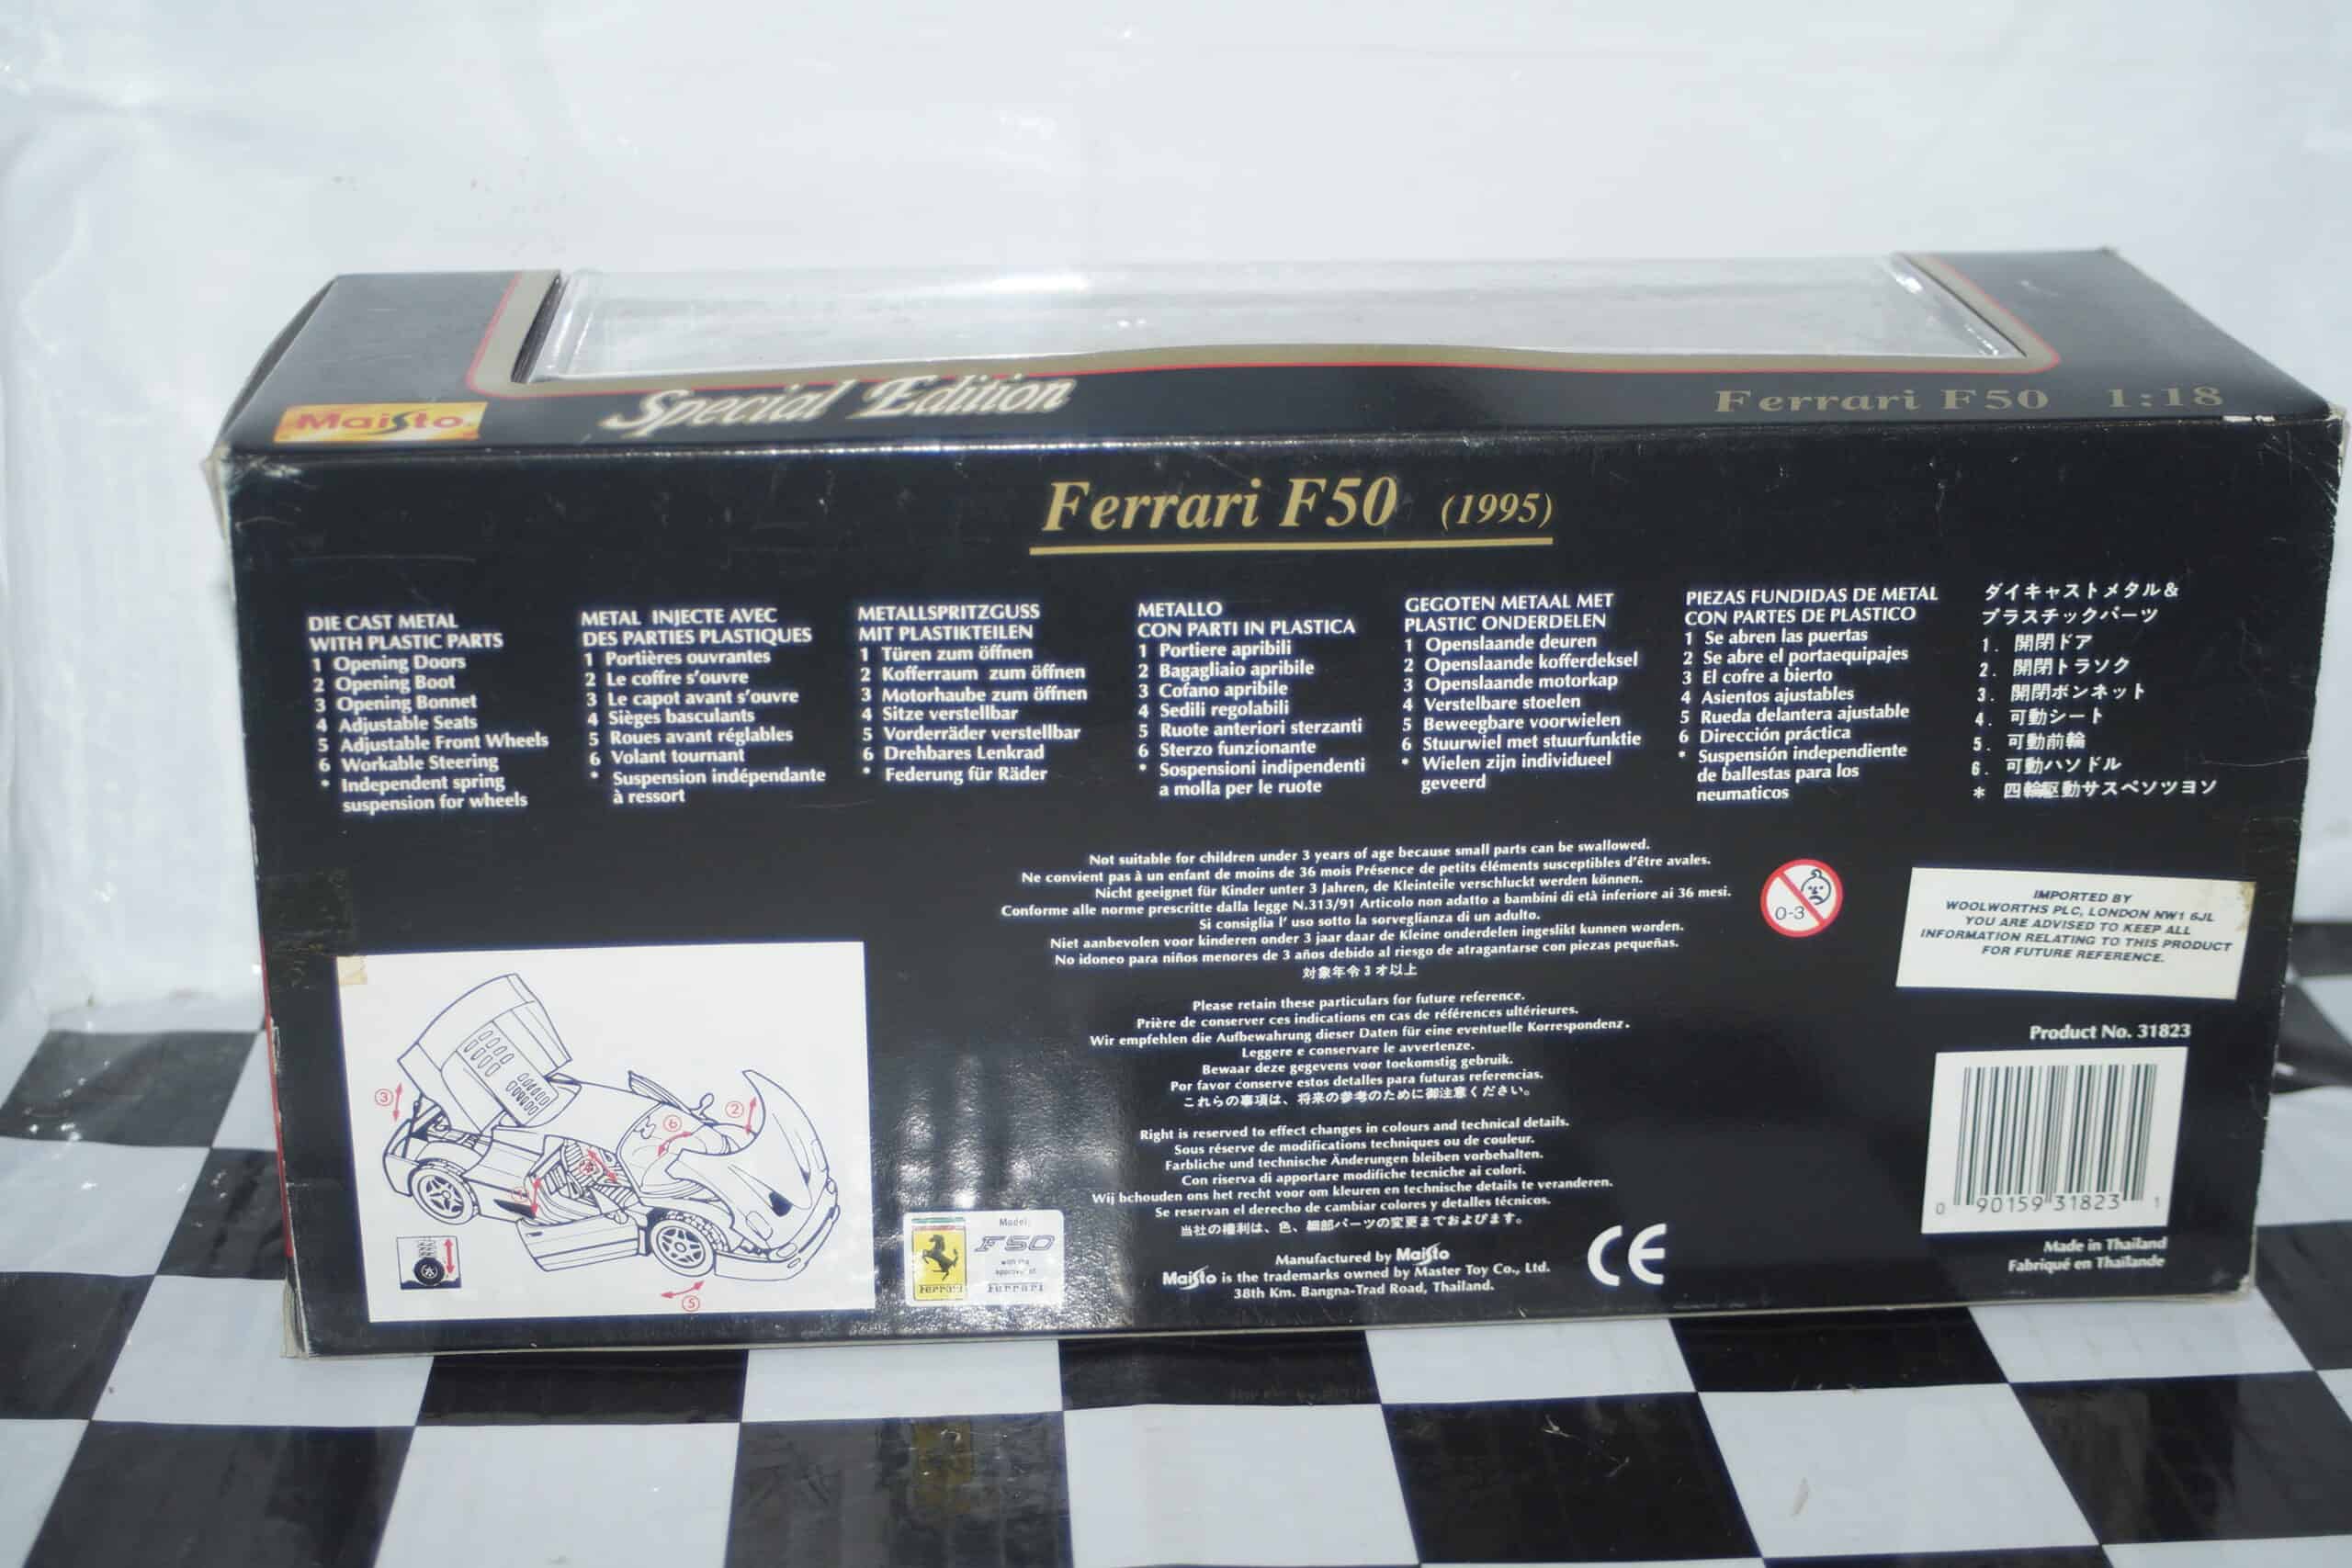 Maisto
Special Edition
Ferrari F50 1:18
Ferrari F50 (1995)
DIE CAST METAL
WITH PLASTIC PARTS
1 Opening Doors
2 Opening Boot
3 Opening Bonnet
4 Adjustable Seats
5 Adjustable Front Wheels
6 Workable Steering
* Independent spring
suspension for wheels
METAL INJECTE AVEC
DES PARTIES PLASTIQUES
1 Portières ouvrantes
2 Le coffre s'ouvre
3 Le capot avant s'ouvre
4 Sièges basculants
5 Roues avant réglables
6 Volant tournant
* Suspension indépendante
à ressort
METALLSPRITZGUSS
MIT PLASTIKTEILEN
1 Türen zum öffnen
2 Kofferraum zum öffnen
3 Motorhaube zum öffnen
4 Sitze verstellbar
5 Vorderräder verstellbar
6 Drehbares Lenkrad
* Federung für Räder
METALLO
CON PARTI IN PLASTICA
1 Portiere apribili
2 Bagagliaio apribile
3 Cofano apribile
4 Sedili regolabili
5 Ruote anteriori sterzanti
6 Sterzo funzionante
* Sospensioni indipendenti
a molla per le ruote
GEGOTEN METAAL MET
PLASTIC ONDERDELEN
1 Openslaande deuren
2 Openslaande kofferdeksel
3 Openslaande motorkap
4 Verstelbare stoelen
5 Beweegbare voorwielen
6 Stuurwiel met stuurfunktie
* Wielen zijn individueel
geveerd
PIEZAS FUNDIDAS DE METAL
CON PARTES DE PLASTICO
1 Se abren las puertas
2 Se abre el portaequipajes
3 El cofre a bierto
4 Asientos ajustables
5 Rueda delantera ajustable
6 Dirección práctica
* Suspensión independiente
de ballestas para los
neumaticos
ダイキャストメタル&
プラスチックパーツ
1. 開閉ドア
2. 開閉トラソク
3. 開閉ボンネット
4. 可動シート
5. 可動前輪
6. 可動ハソドル
* 四輪駆動サスペソツヨソ
Not suitable for children under 3 years of age because small parts can be swallowed.
Ne convient pas à un enfant de moins de 36 mois Présence de petits éléments susceptibles d'être avales.
Nicht geeignet für Kinder unter 3 Jahren, de Kleinteile verschluckt werden können.
Conforme alle norme prescritte dalla legge N.313/91 Articolo non adatto a bambini di età inferiore ai 36 mesi.
Si consiglia l' uso sotto la sorveglianza di un adulto.
Niet aanbevolen voor kinderen onder 3 jaar daar de Kleine onderdelen ingeslikt kunnen worden.
No idoneo para niños menores de 3 años debido al riesgo de atragantarse con piezas pequeñas.
対象年令3才以上
0-3
Please retain these particulars for future reference.
Prière de conserver ces indications en cas de références ultérieures.
Wir empfehlen die Aufbewahrung dieser Daten für eine eventuelle Korrespondenz.
Leggere e conservare le avvertenze.
Bewaar deze gegevens voor toekomstig gebruik.
Por favor conserve estos detalles para futuras referencias.
これらの事項は、将来の参考のために御注意ください。
Right is reserved to effect changes in colours and technical details.
Sous réserve de modifications techniques ou de couleur.
Farbliche und technische Änderungen bleiben vorbehalten.
Con riserva di apportare modifiche tecniche ai colori.
Wij behouden ons het recht voor om kleuren en technische details te veranderen.
Se reservan el derecho de cambiar colores y detalles técnicos.
当社の権利は、色、細部パーツの変更までおよびます。
Manufactured by Maisto
Maisto is the trademarks owned by Master Toy Co., Ltd.
38th Km. Bangna-Trad Road, Thailand.
CE
IMPORTED BY
WOOLWORTHS PLC, LONDON NW1 6JL
YOU ARE ADVISED TO KEEP ALL
INFORMATION RELATING TO THIS PRODUCT
FOR FUTURE REFERENCE.
Product No. 31823
0 90159 31823 1
Made in Thailand
Fabriqué en Thaïlande
3
2
6
4
1
5
Model:
F50
with the
approval of
Ferrari
Ferrari